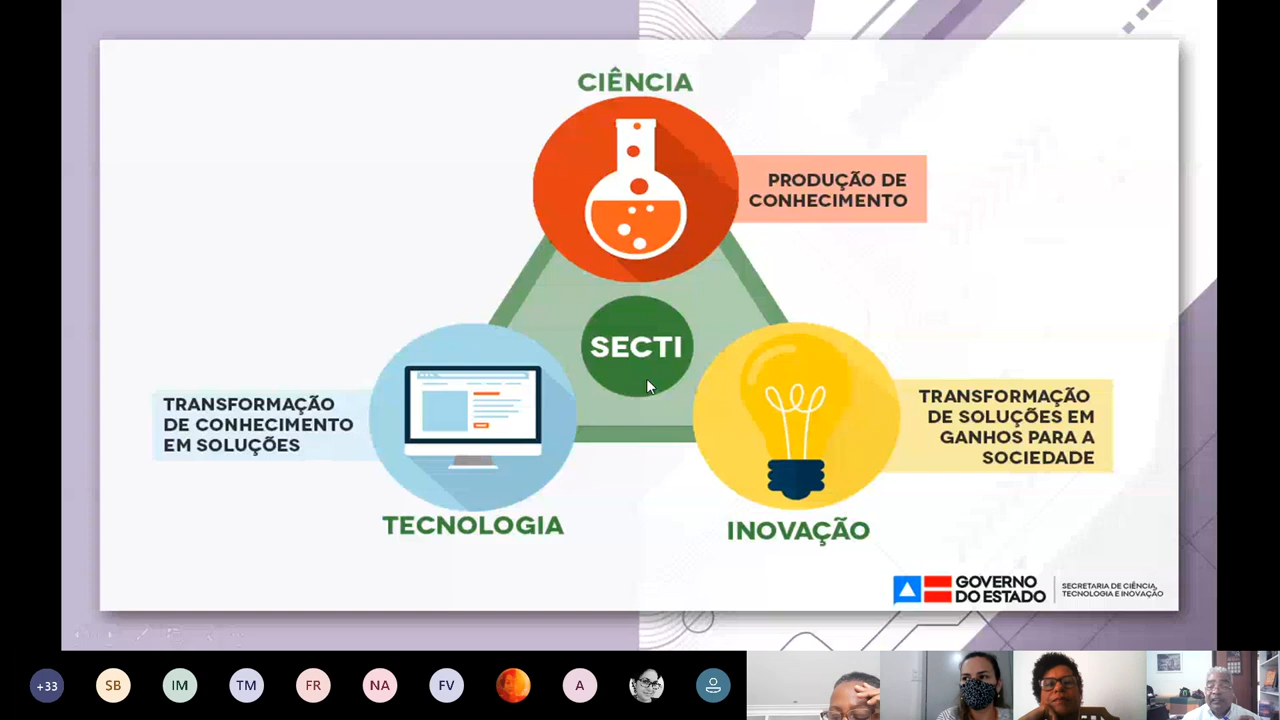 CIÊNCIA
PRODUÇÃO DE
CONHECIMENTO
SECTI
TRANSFORMAÇÃO
DE CONHECIMENTO
EM SOLUÇÕES
TRANSFORMAÇÃO
DE SOLUÇÕES EM
GANHOS PARA A
SOCIEDADE
TECNOLOGIA
INOVAÇÃO
GOVERNO
DO ESTADO
SECRETARIA DE CIÊNCIA,
TECNOLOGIA E INOVAÇÃO
+33
SB
IM
TM
FR
NA
FV
A